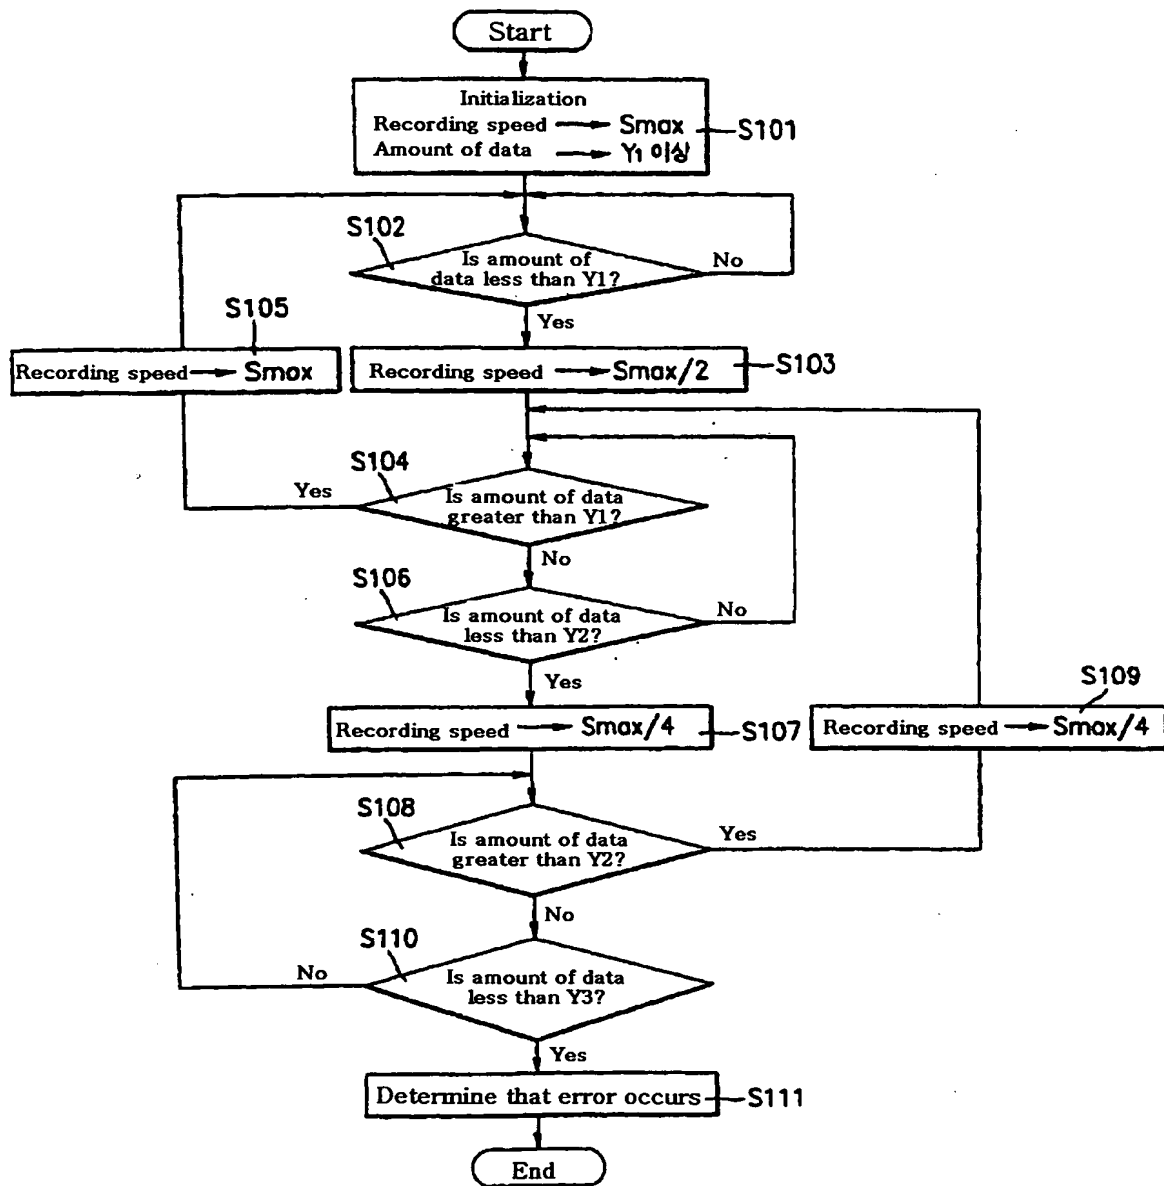 Start
Initialization
Recording speed → Smax
S101
Amount of data → Y1 이상
S102
Is amount of
data less than Y1?
No
Yes
S105
Recording speed → Smax
Recording speed → Smax/2
S103
S104
Yes
Is amount of data
greater than Y1?
No
S106
Is amount of data
less than Y2?
No
Yes
S109
Recording speed → Smax/4
S107
Recording speed → Smax/4
S108
Is amount of data
greater than Y2?
Yes
No
S110
No
Is amount of data
less than Y3?
Yes
Determine that error occurs
S111
End